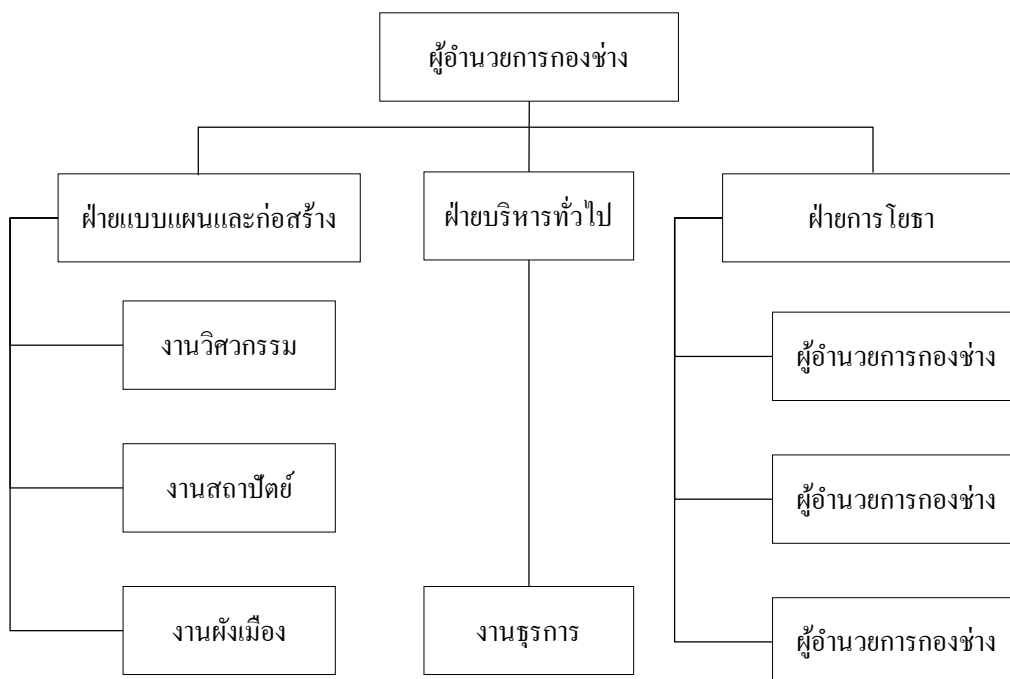 ผู้อำนวยการกองช่าง
ฝ่ายแบบแผนและก่อสร้าง
ฝ่ายบริหารทั่วไป
ฝ่ายการโยธา
งานวิศวกรรม
ผู้อำนวยการกองช่าง
งานสถาปัตย์
ผู้อำนวยการกองช่าง
งานผังเมือง
งานธุรการ
ผู้อำนวยการกองช่าง